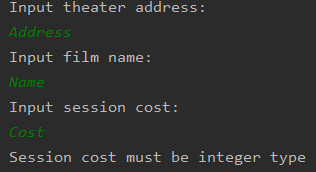 Input theater address:
Address
Input film name:
Name
Input session cost:
Cost
Session cost must be integer type